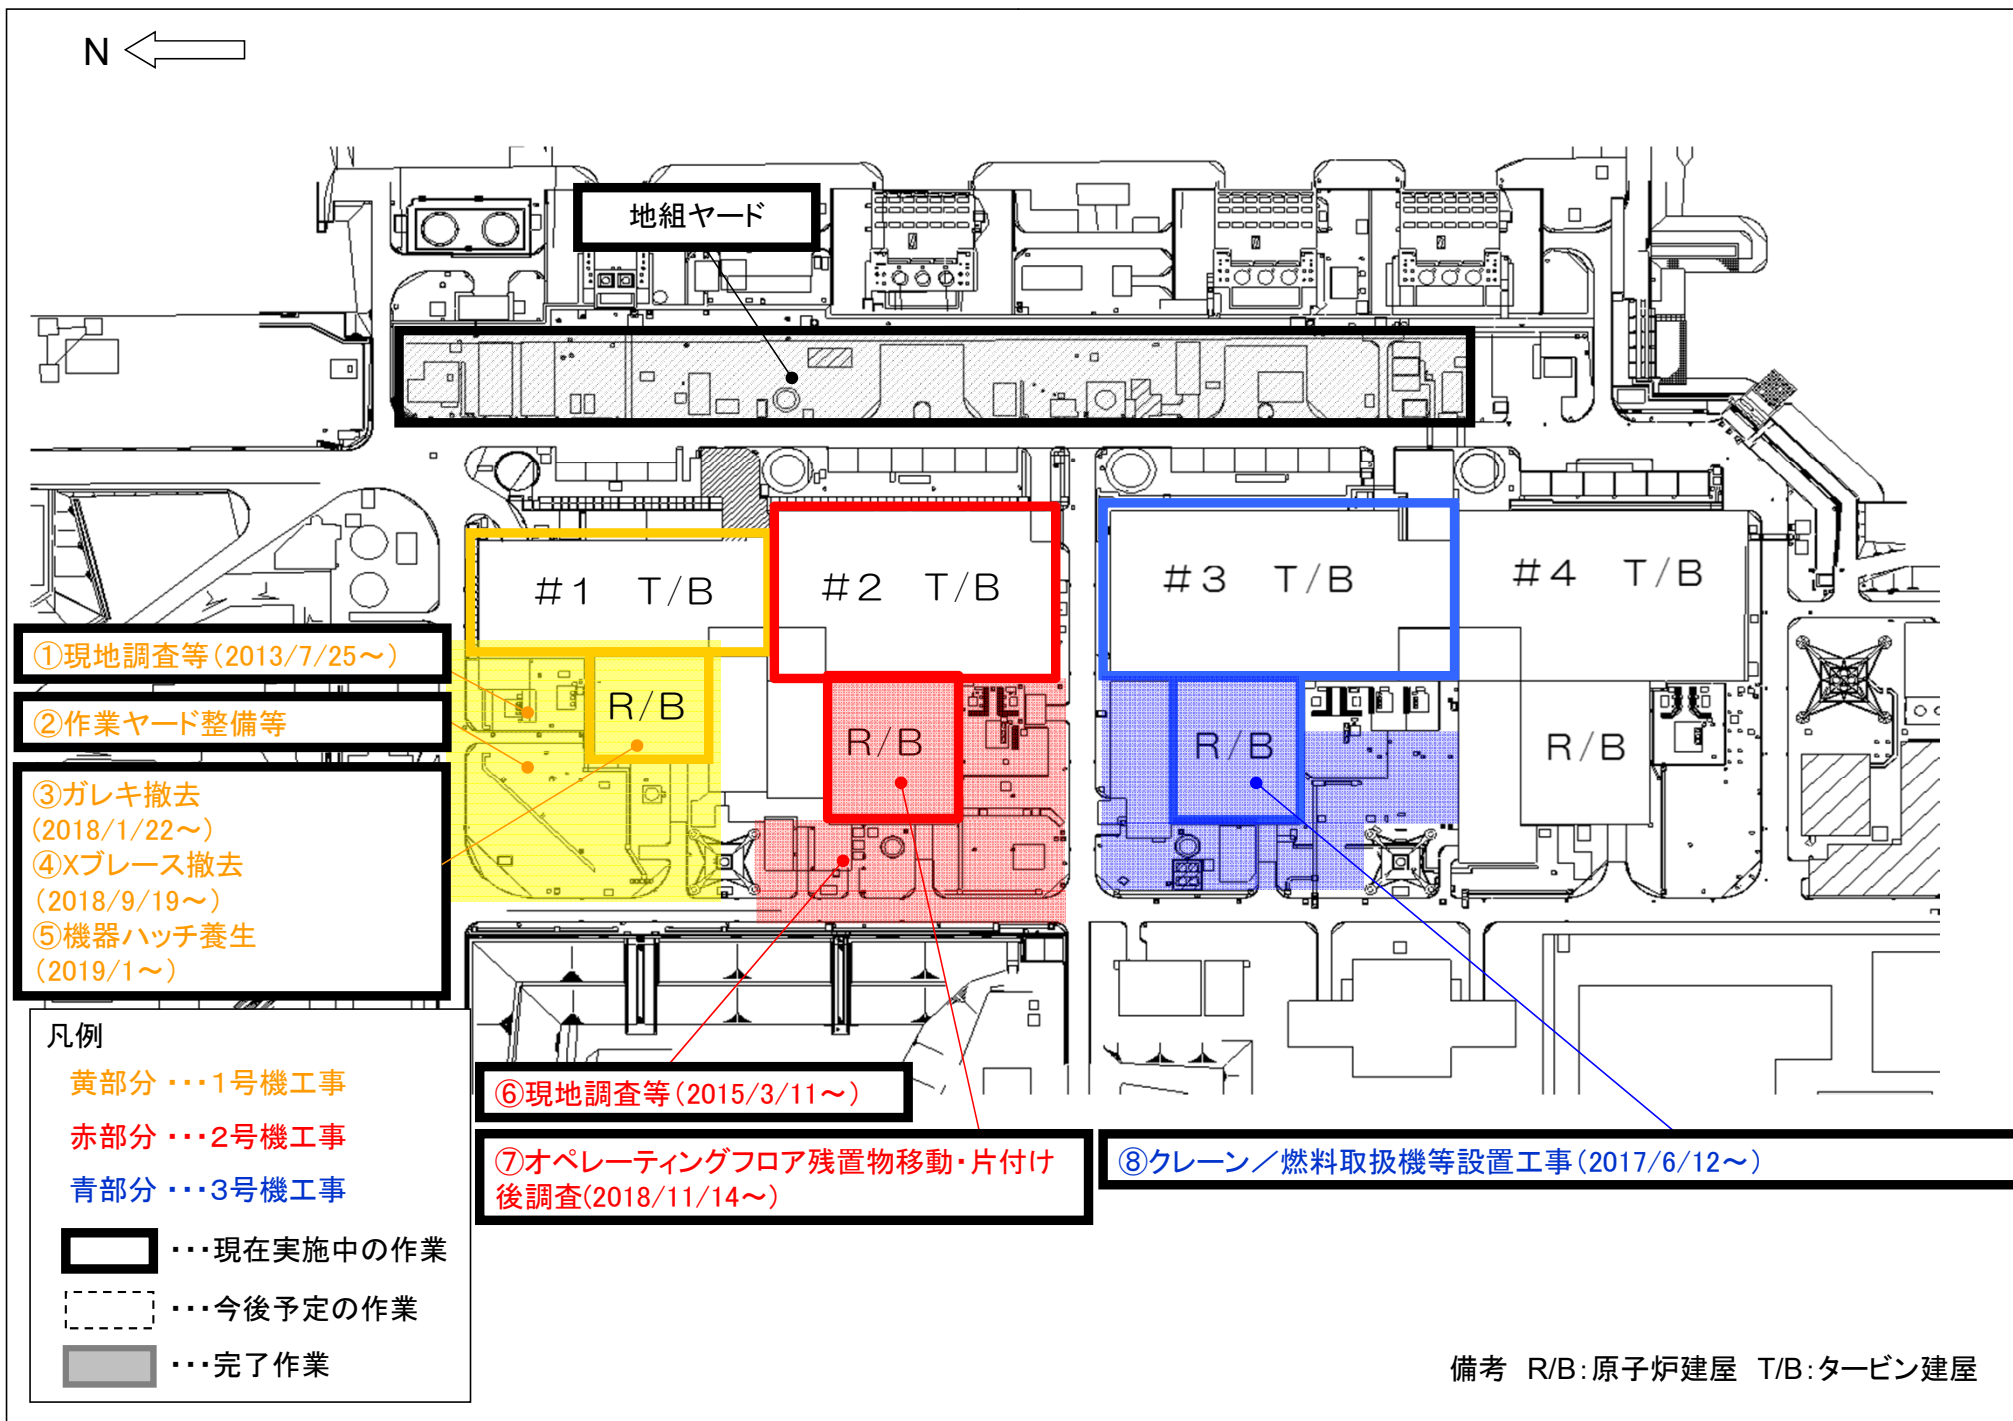 N
地組ヤード
#1 T/B
#2 T/B
#3 T/B
#4 T/B
R/B
R/B
R/B
R/B
①現地調査等(2013/7/25～)
②作業ヤード整備等
③ガレキ撤去
(2018/1/22～)
④Xブレース撤去
(2018/9/19～)
⑤機器ハッチ養生
(2019/1～)
⑥現地調査等(2015/3/11～)
⑦オペレーティングフロア残置物移動・片付け
後調査(2018/11/14～)
⑧クレーン／燃料取扱機等設置工事(2017/6/12～)
凡例
黄部分 ・・・1号機工事
赤部分 ・・・2号機工事
青部分 ・・・3号機工事
・・・現在実施中の作業
・・・今後予定の作業
・・・完了作業
備考 R/B:原子炉建屋 T/B:タービン建屋